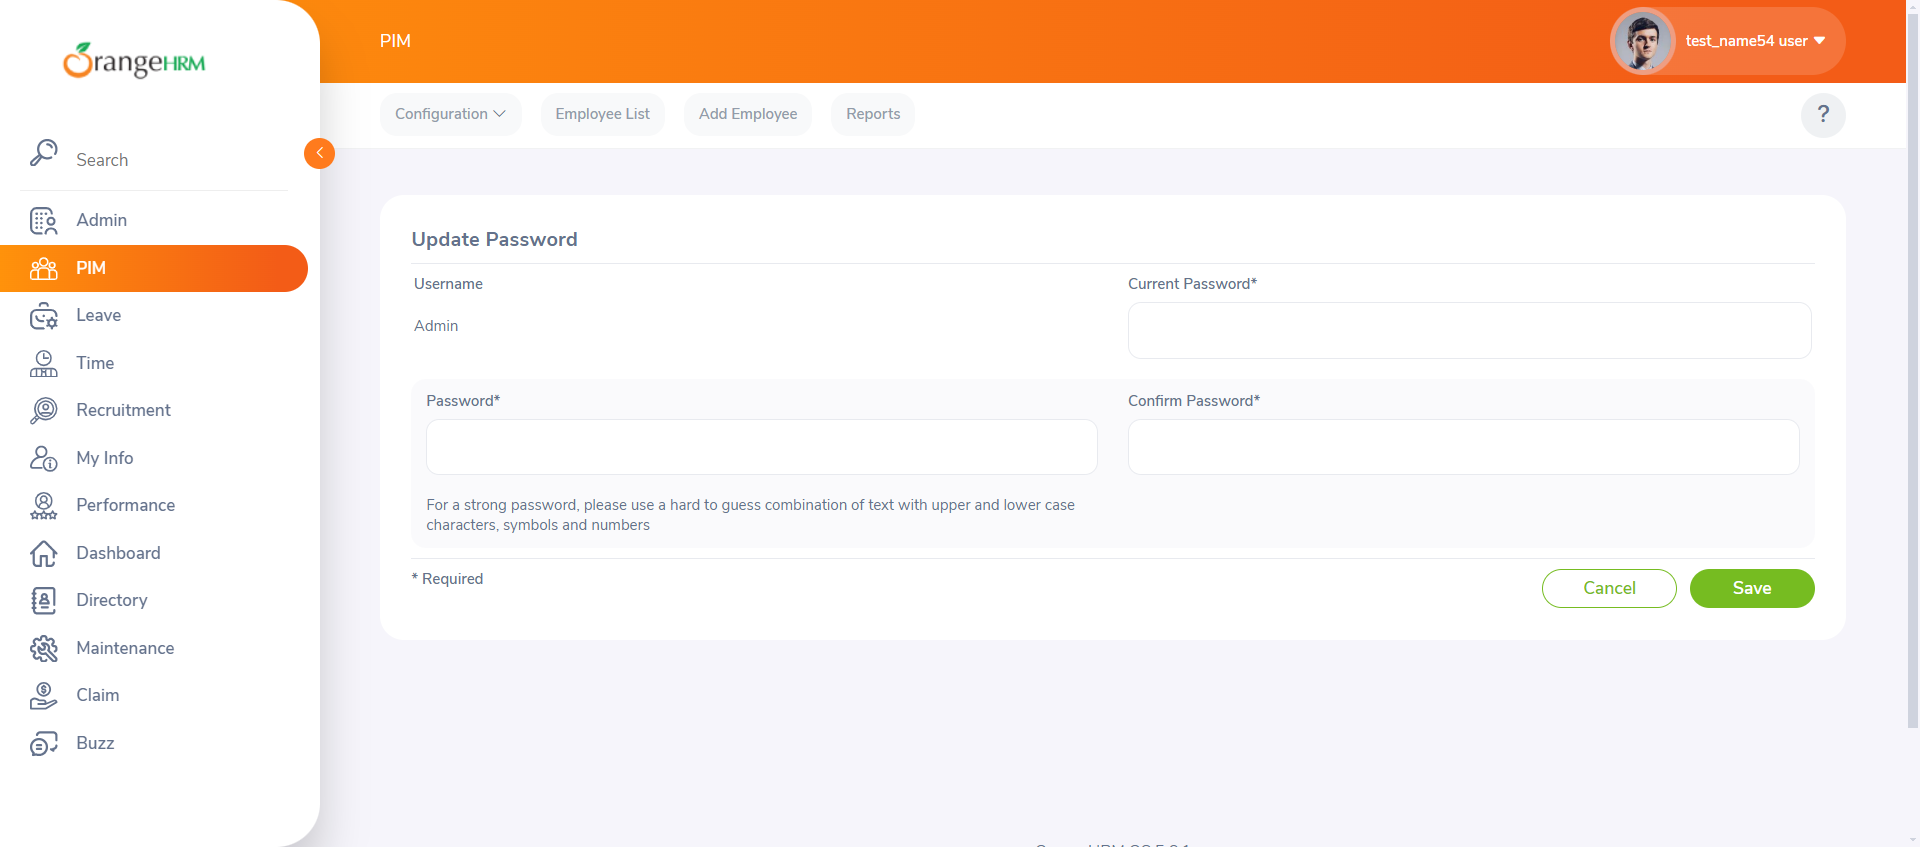 OrangeHRM
PIM
test_name54 user
Configuration
Employee List
Add Employee
Reports
?
Search
Admin
PIM
Leave
Time
Recruitment
My Info
Performance
Dashboard
Directory
Maintenance
Claim
Buzz
Update Password
Username
Current Password*
Admin
Password*
Confirm Password*
For a strong password, please use a hard to guess combination of text with upper and lower case
characters, symbols and numbers
* Required
Cancel
Save